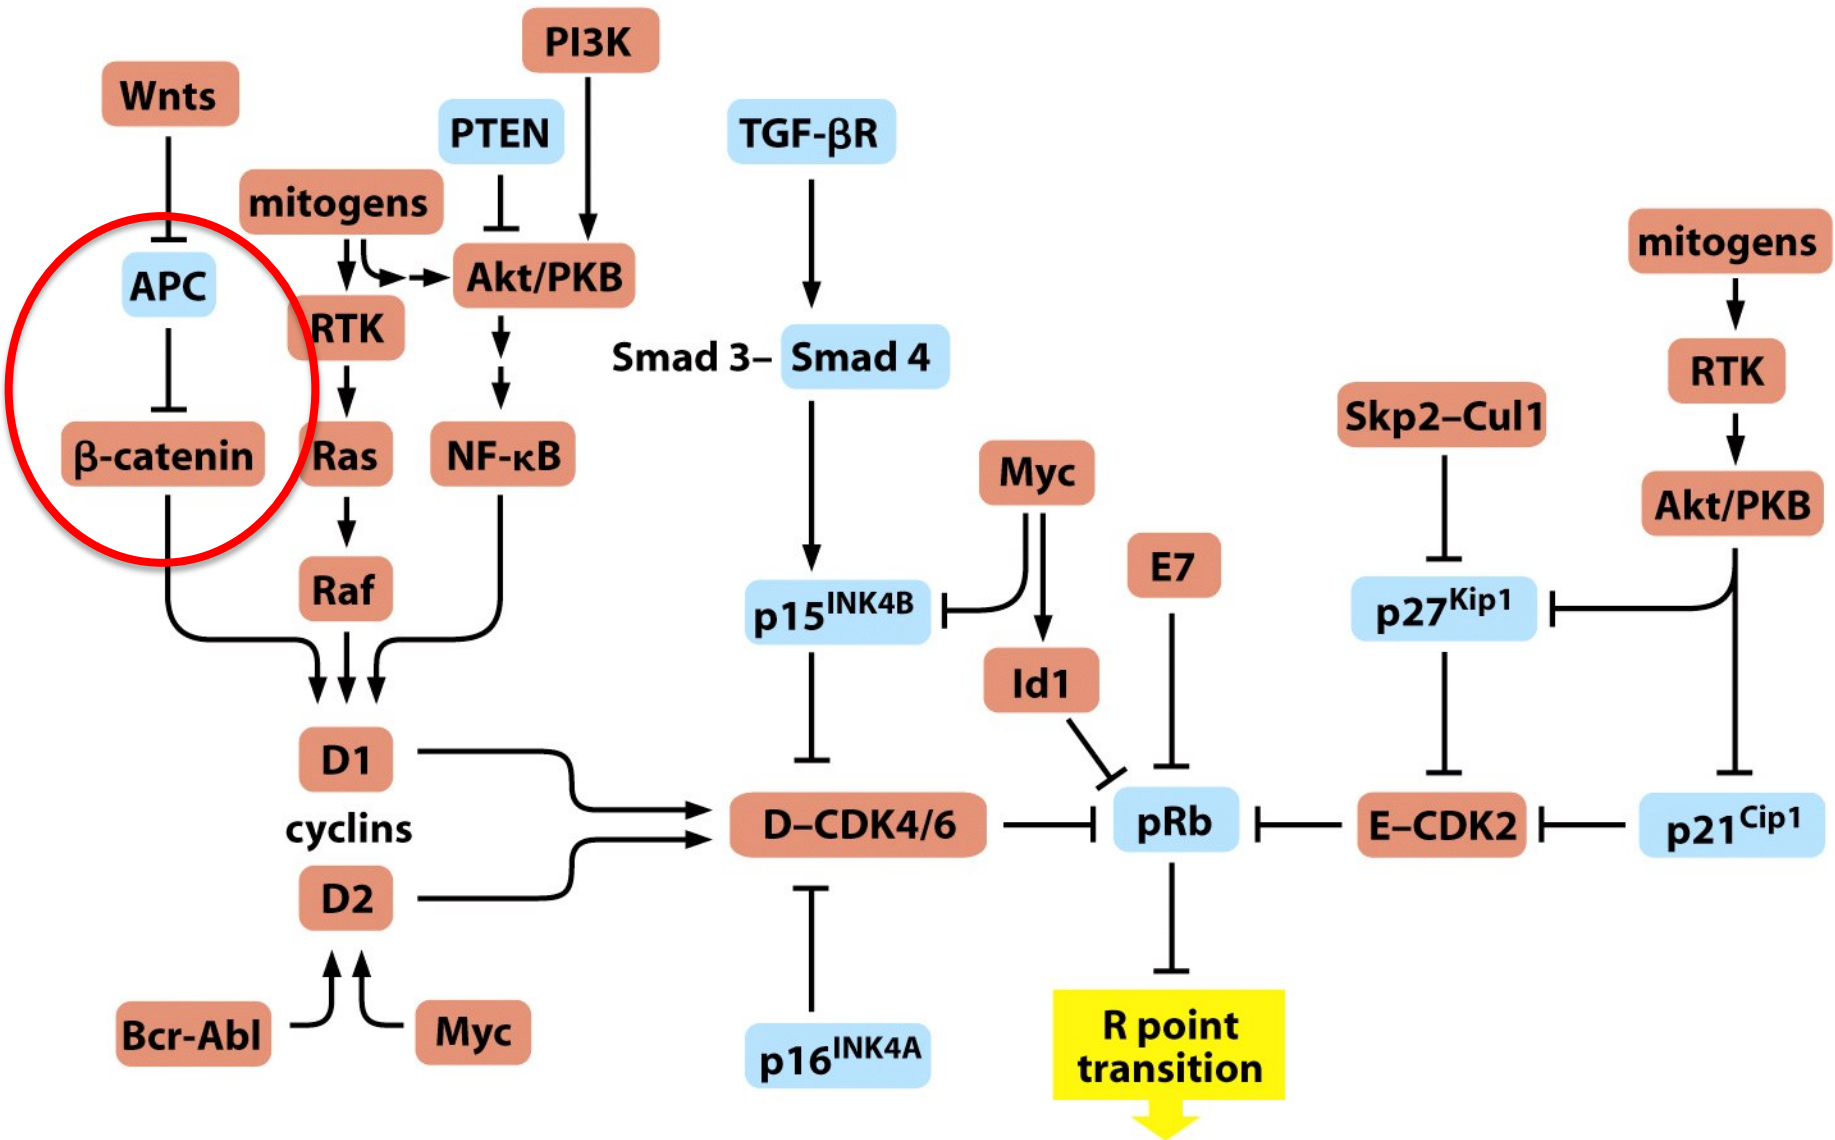 PI3K
Wnts
PTEN
TGF-βR
mitogens
mitogens
APC
Akt/PKB
RTK
Smad 3–
Smad 4
RTK
Skp2–Cul1
β-catenin
Ras
NF-κB
Myc
Akt/PKB
E7
Raf
p15INK4B
p27Kip1
Id1
D1
cyclins
D2
D–CDK4/6
pRb
E–CDK2
p21Cip1
Bcr-Abl
Myc
p16INK4A
R point
transition